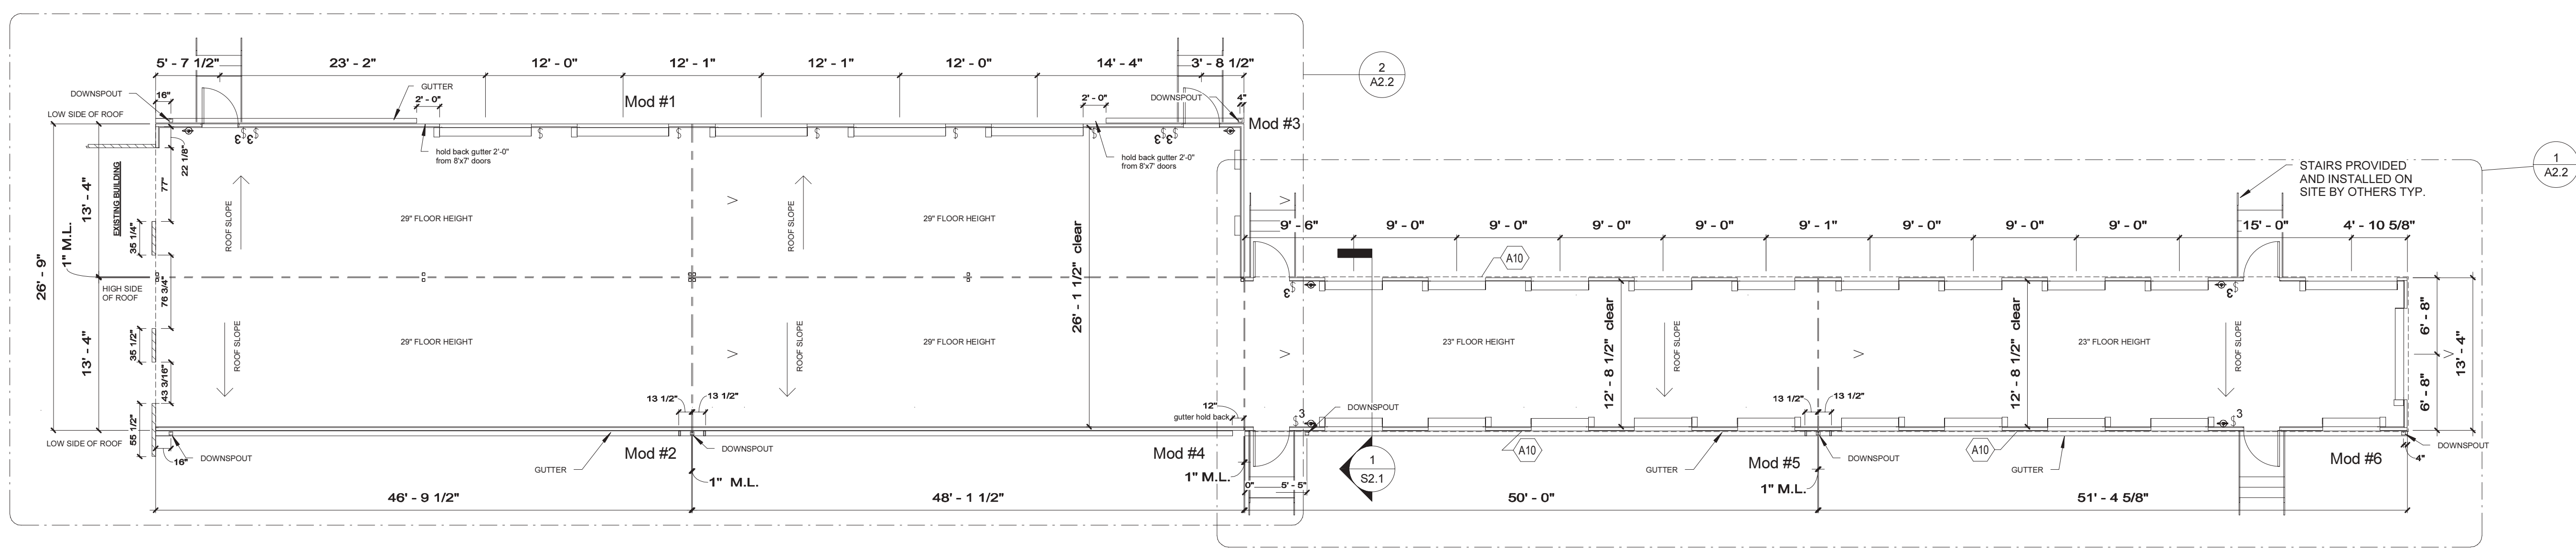 2
A2.2
5' - 7 1/2"
23' - 2"
12' - 0"
12' - 1"
12' - 1"
12' - 0"
14' - 4"
3' - 8 1/2"
DOWNSPOUT
16"
GUTTER
2' - 0"
Mod #1
2' - 0"
DOWNSPOUT
4"
LOW SIDE OF ROOF
Mod #3
3
3
3
3
hold back gutter 2'-0"
from 8'x7' doors
hold back gutter 2'-0"
from 8'x7' doors
22 1/8"
77"
EXISTING BUILDING
13' - 4"
1" M.L.
26' - 9"
35 1/4"
ROOF SLOPE
29" FLOOR HEIGHT
ROOF SLOPE
29" FLOOR HEIGHT
26' - 1 1/2" clear
HIGH SIDE
OF ROOF
76 3/4"
13' - 4"
35 1/2"
43 3/16"
55 1/2"
ROOF SLOPE
29" FLOOR HEIGHT
ROOF SLOPE
29" FLOOR HEIGHT
LOW SIDE OF ROOF
16"
DOWNSPOUT
GUTTER
Mod #2
13 1/2"
13 1/2"
DOWNSPOUT
1" M.L.
Mod #4
12"
gutter hold back
1" M.L.
0"
5' - 5"
46' - 9 1/2"
48' - 1 1/2"
1
A2.2
STAIRS PROVIDED
AND INSTALLED ON
SITE BY OTHERS TYP.
9' - 6"
9' - 0"
9' - 0"
9' - 0"
9' - 0"
9' - 1"
9' - 0"
9' - 0"
9' - 0"
15' - 0"
4' - 10 5/8"
A10
3
3
23" FLOOR HEIGHT
12' - 8 1/2" clear
ROOF SLOPE
12' - 8 1/2" clear
23" FLOOR HEIGHT
ROOF SLOPE
6' - 8"
6' - 8"
13' - 4"
3
DOWNSPOUT
13 1/2"
13 1/2"
3
A10
1
S2.1
GUTTER
Mod #5
DOWNSPOUT
1" M.L.
A10
GUTTER
Mod #6
DOWNSPOUT
4"
50' - 0"
51' - 4 5/8"